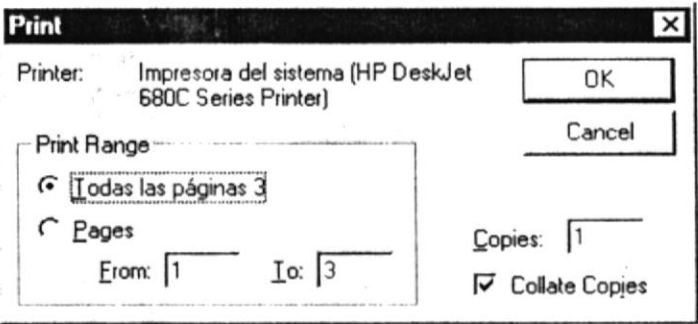 Print
Printer: Impresora del sistema (HP DeskJet
680C Series Printer)
OK
Cancel
Print Range
Todas las páginas 3
Pages
From: 1 To: 3
Copies: 1
Collate Copies